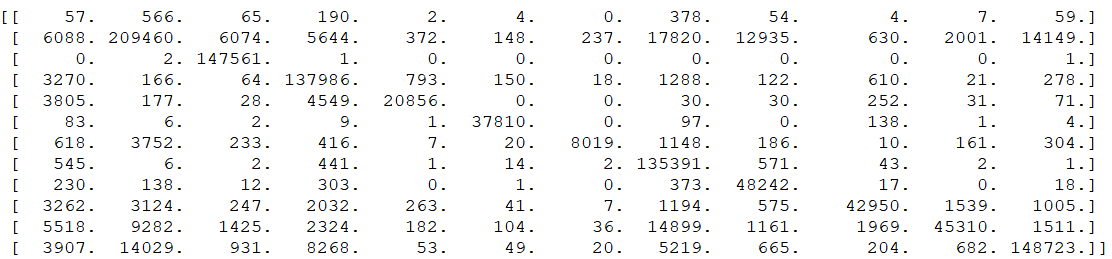 [[ 57. 566. 65. 190. 2. 4. 0. 378. 54. 4. 7. 59.]
[ 6088. 209460. 6074. 5644. 372. 148. 237. 17820. 12935. 630. 2001. 14149.]
[ 0. 2. 147561. 1. 0. 0. 0. 0. 0. 0. 0. 1.]
[ 3270. 166. 64. 137986. 793. 150. 18. 1288. 122. 610. 21. 278.]
[ 3805. 177. 28. 4549. 20856. 0. 0. 30. 30. 252. 31. 71.]
[ 83. 6. 2. 9. 1. 37810. 0. 97. 0. 138. 1. 4.]
[ 618. 3752. 233. 416. 7. 20. 8019. 1148. 186. 10. 161. 304.]
[ 545. 6. 2. 441. 1. 14. 2. 135391. 571. 43. 2. 1.]
[ 230. 138. 12. 303. 0. 1. 0. 373. 48242. 17. 0. 18.]
[ 3262. 3124. 247. 2032. 263. 41. 7. 1194. 575. 42950. 1539. 1005.]
[ 5518. 9282. 1425. 2324. 182. 104. 36. 14899. 1161. 1969. 45310. 1511.]
[ 3907. 14029. 931. 8268. 53. 49. 20. 5219. 665. 204. 682. 148723.]]